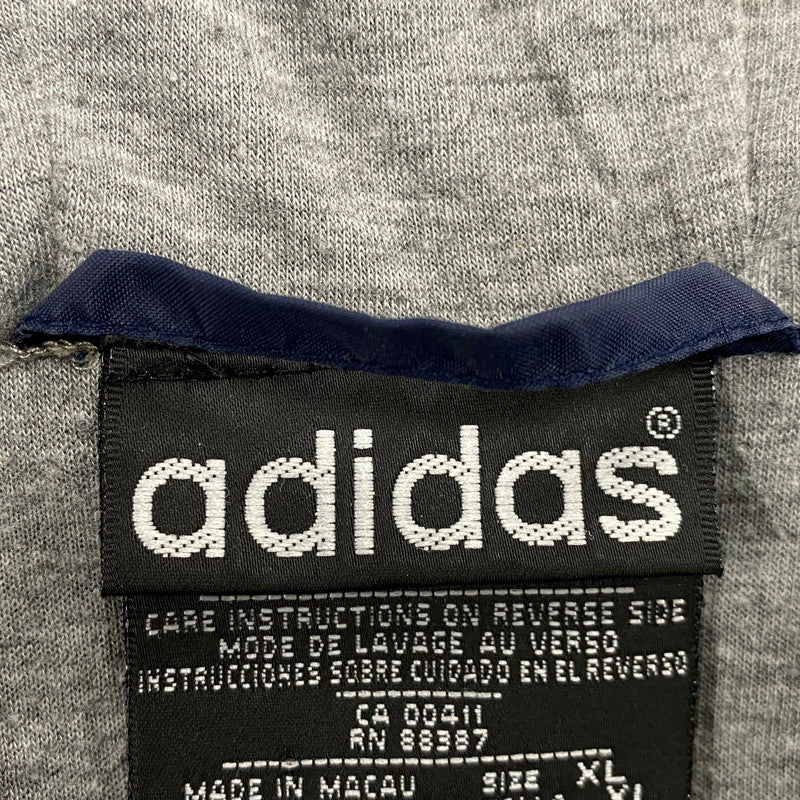 adidas®
CARE INSTRUCTIONS ON REVERSE SIDE
MODE DE LAVAGE AU VERSO
INSTRUCCIONES SOBRE CUIDADO EN EL REVERSO
CA 00411
RN 88387
MADE IN MACAU SIZE XL
XL